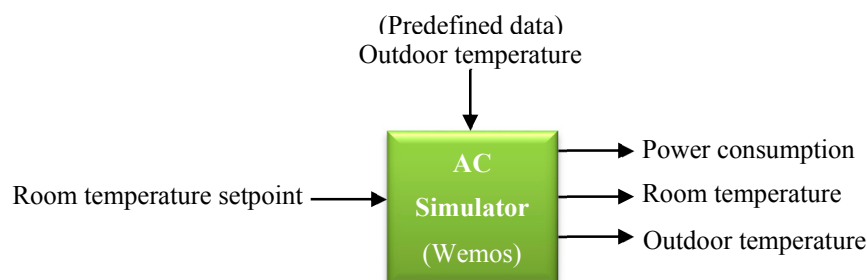 (Predefined data)
Outdoor temperature
Room temperature setpoint
AC
Simulator
(Wemos)
Power consumption
Room temperature
Outdoor temperature